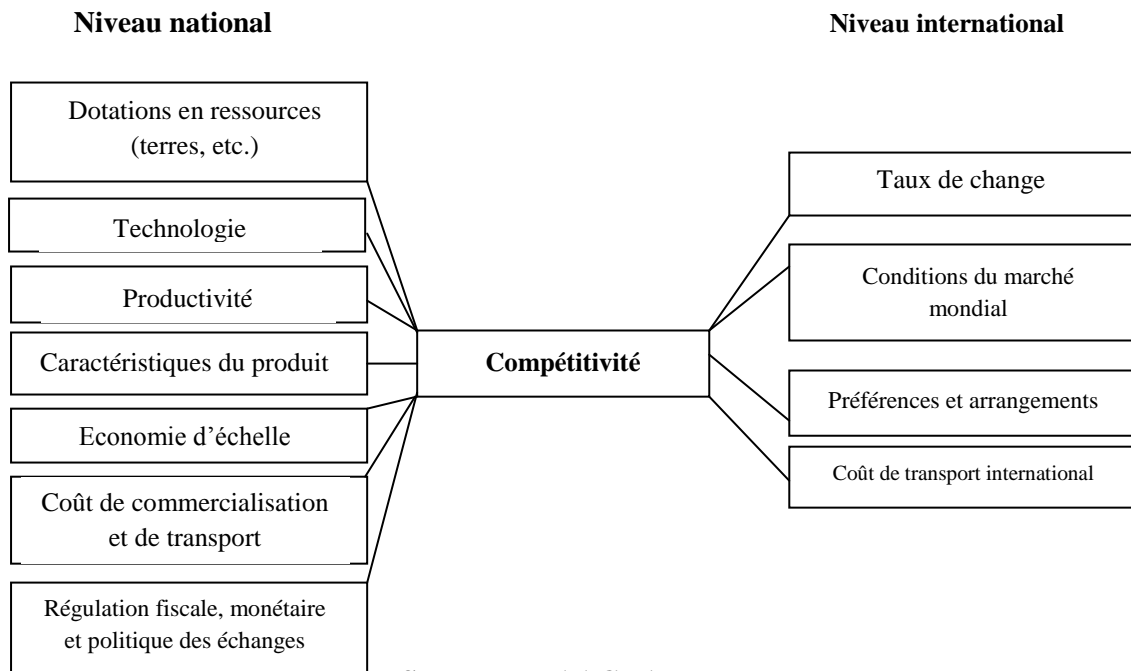 Niveau national
Niveau international
Dotations en ressources
(terres, etc.)
Technologie
Productivité
Caractéristiques du produit
Economie d'échelle
Coût de commercialisation
et de transport
Régulation fiscale, monétaire
et politique des échanges
Compétitivité
Taux de change
Conditions du marché
mondial
Préférences et arrangements
Coût de transport international